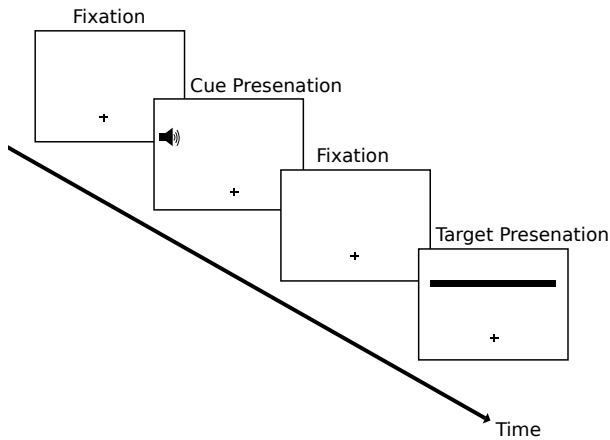 Fixation
Cue Presenation
Fixation
Target Presenation
Time